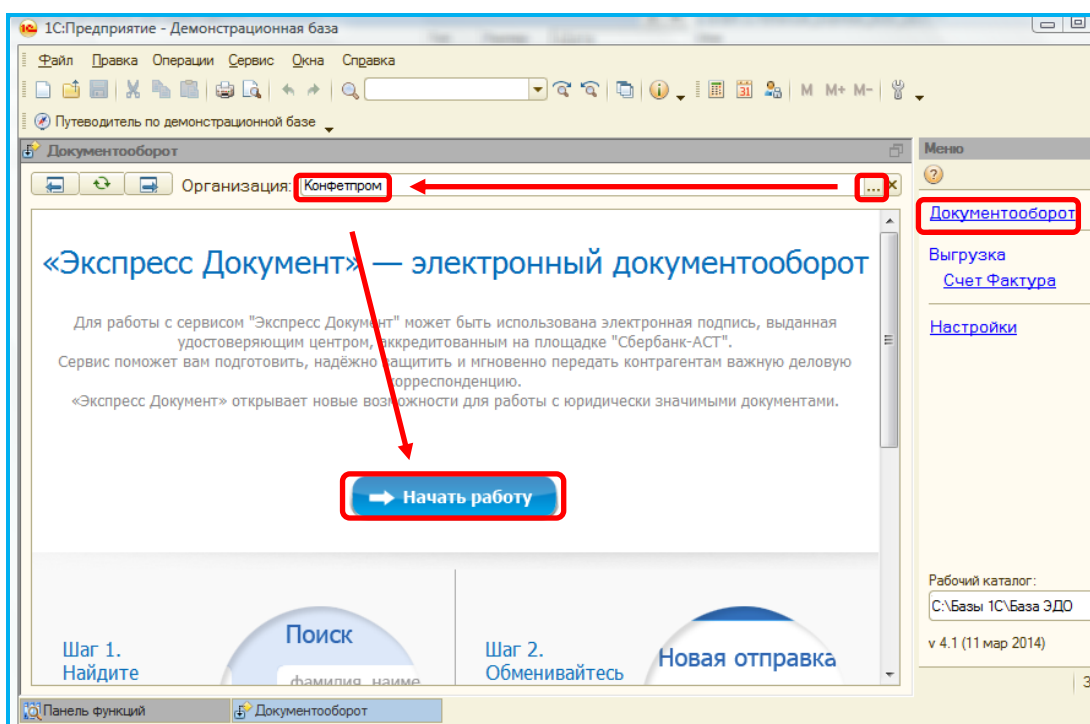 1С:Предприятие - Демонстрационная база
Файл Правка Операции Сервис Окна Справка
31 M M+ M-
Путеводитель по демонстрационной базе
Документооборот
Организация: Конфетпром ... ×
«Экспресс Документ» — электронный документооборот
Для работы с сервисом "Экспресс Документ" может быть использована электронная подпись, выданная
удостоверяющим центром, аккредитованным на площадке "Сбербанк-АСТ".
Сервис поможет вам подготовить, надёжно защитить и мгновенно передать контрагентам важную деловую
корреспонденцию.
«Экспресс Документ» открывает новые возможности для работы с юридически значимыми документами.
Начать работу
Шаг 1.
Найдите
Поиск
фамилия, наиме
Шаг 2.
Обменивайтесь
Новая отправка
Меню
Документооборот
Выгрузка
Счет Фактура
Настройки
Рабочий каталог:
C:\Базы 1С\База ЭДО
v 4.1 (11 мар 2014)
Панель функций Документооборот